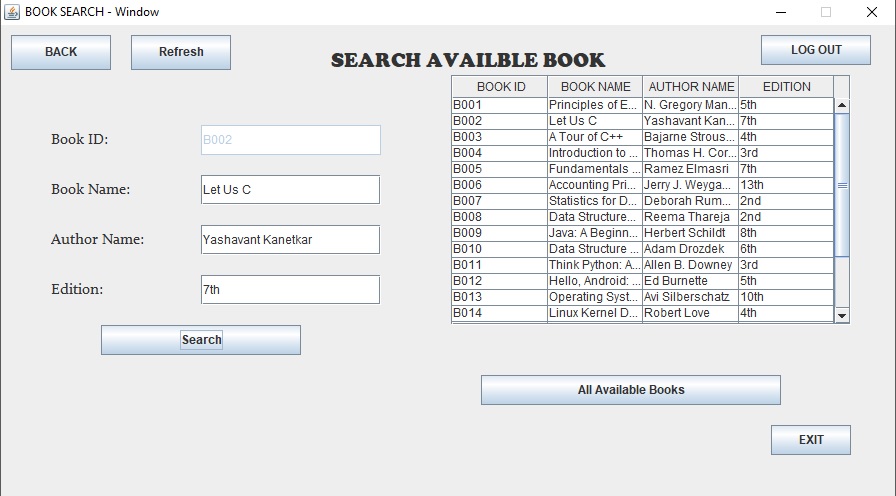 BOOK SEARCH - Window
BACK
Refresh
LOG OUT
SEARCH AVAILBLE BOOK
Book ID:
B002
Book Name:
Let Us C
Author Name:
Yashavant Kanetkar
Edition:
7th
Search
BOOK ID BOOK NAME AUTHOR NAME EDITION
B001 Principles of E... N. Gregory Man... 5th
B002 Let Us C Yashavant Kan... 7th
B003 A Tour of C++ Bajarne Strous... 4th
B004 Introduction to ... Thomas H. Cor... 3rd
B005 Fundamentals ... Ramez Elmasri 7th
B006 Accounting Pri... Jerry J. Weyga... 13th
B007 Statistics for D... Deborah Rum... 2nd
B008 Data Structure... Reema Thareja 2nd
B009 Java: A Beginn... Herbert Schildt 8th
B010 Data Structure ... Adam Drozdek 6th
B011 Think Python: A... Allen B. Downey 3rd
B012 Hello, Android: ... Ed Burnette 5th
B013 Operating Syst... Avi Silberschatz 10th
B014 Linux Kernel D... Robert Love 4th
All Available Books
EXIT